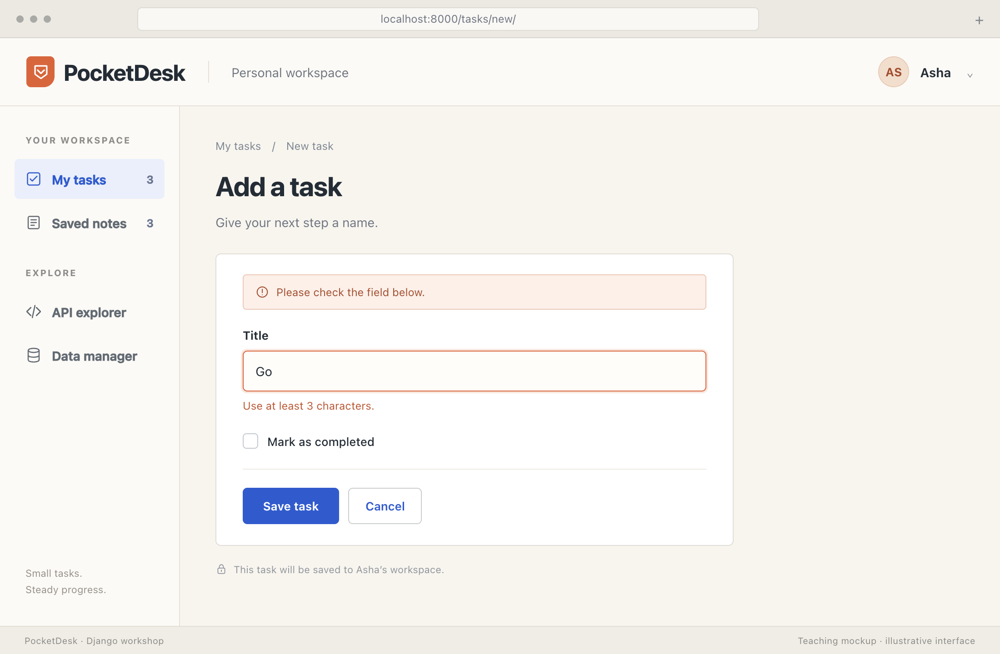 localhost:8000/tasks/new/
+
PocketDesk
Personal workspace
AS
Asha
YOUR WORKSPACE
My tasks 3
Saved notes 3
EXPLORE
API explorer
Data manager
Small tasks.
Steady progress.
My tasks / New task
Add a task
Give your next step a name.
Please check the field below.
Title
Go
Use at least 3 characters.
Mark as completed
Save task
Cancel
This task will be saved to Asha’s workspace.
PocketDesk · Django workshop
Teaching mockup · illustrative interface